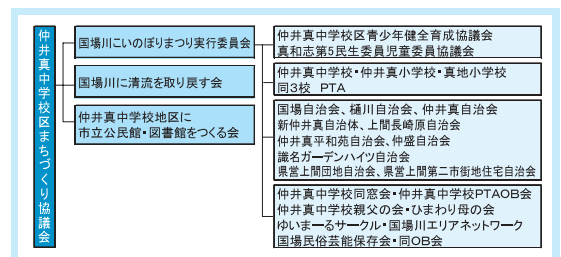 仲井真中学校区まちづくり協議会
国場川こいのぼりまつり実行委員会
国場川に清流を取り戻す会
仲井真中学校地区に
市立公民館・図書館をつくる会
仲井真中学校区青少年健全育成協議会
真和志第5民生委員児童委員協議会
仲井真中学校・仲井真小学校・真地小学校
同3校 PTA
国場自治会、樋川自治会、仲井真自治会
新仲井真自治体、上間長崎原自治会
仲井真平和苑自治会、仲盛自治会
識名ガーデンハイツ自治会
県営上間団地自治会、県営上間第二市街地住宅自治会
仲井真中学校同窓会・仲井真中学校PTAOB会
仲井真中学校親父の会・ひまわり母の会
ゆいまーるサークル・国場川エリアネットワーク
国場民俗芸能保存会・同OB会